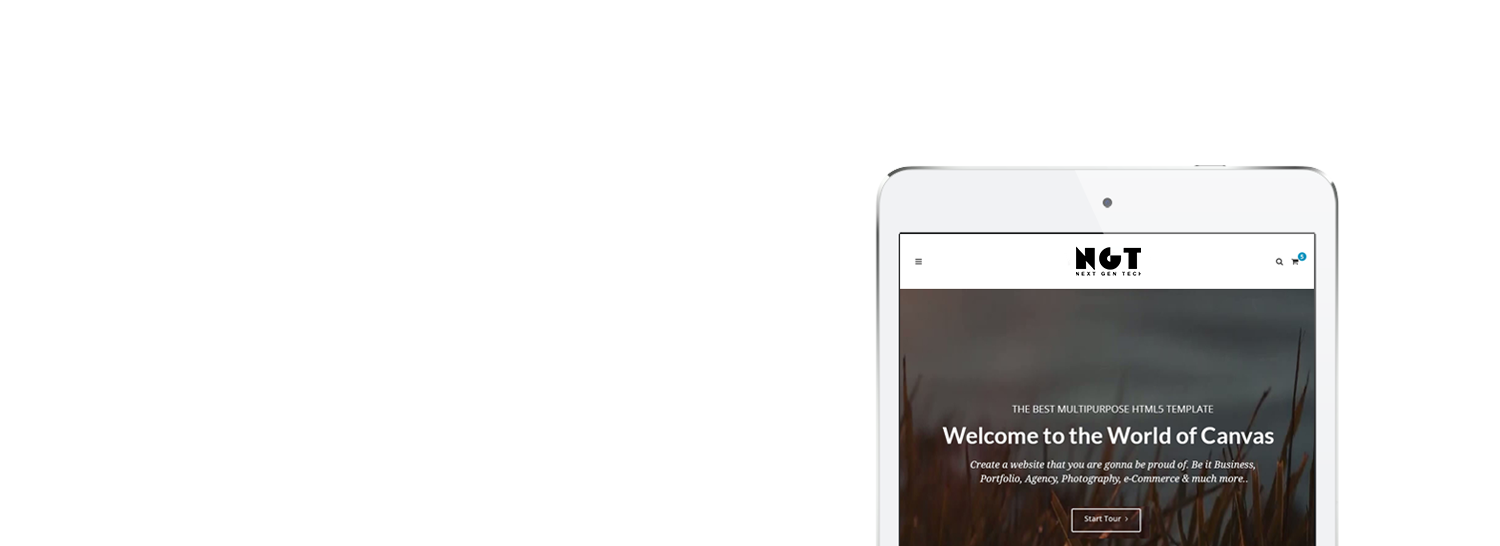 NGT
NEXT GEN TECH
5
THE BEST MULTIPURPOSE HTML5 TEMPLATE
Welcome to the World of Canvas
Create a website that you are gonna be proud of. Be it Business,
Portfolio, Agency, Photography, e-Commerce & much more..
Start Tour